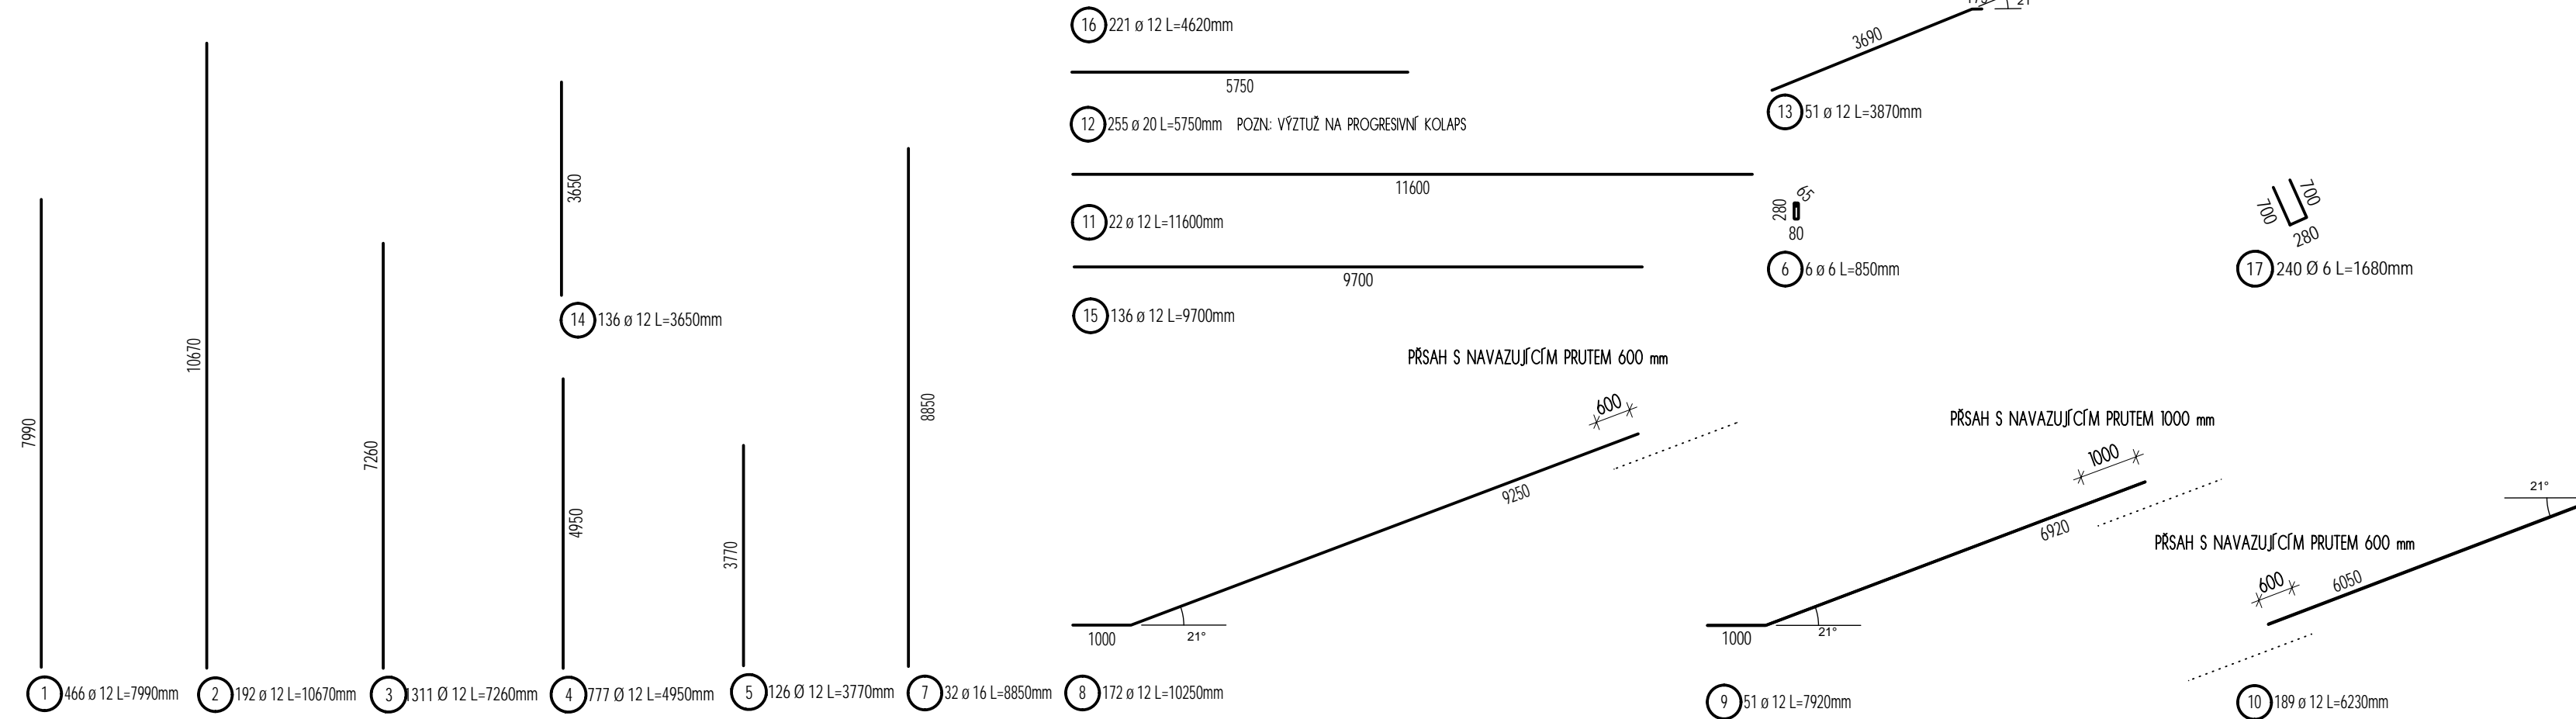 16 221 ø 12 L=4620mm
5750
12 255 ø 20 L=5750mm POZN.: VÝZTUŽ NA PROGRESIVNÍ KOLAPS
11600
11 22 ø 12 L=11600mm
9700
15 136 ø 12 L=9700mm
3690
21
13 51 ø 12 L=3870mm
280
65
80
6 6 ø 6 L=850mm
700
700
280
17 240 Ø 6 L=1680mm
7990
1 466 ø 12 L=7990mm
10670
2 192 ø 12 L=10670mm
7260
3 1311 Ø 12 L=7260mm
3650
14 136 ø 12 L=3650mm
4950
4 777 Ø 12 L=4950mm
3770
5 126 Ø 12 L=3770mm
8850
7 32 ø 16 L=8850mm
PŘSAH S NAVAZUJÍCÍM PRUTEM 600 mm
600
9250
1000
21°
8 172 ø 12 L=10250mm
PŘSAH S NAVAZUJÍCÍM PRUTEM 1000 mm
1000
6920
1000
21°
9 51 ø 12 L=7920mm
21°
PŘSAH S NAVAZUJÍCÍM PRUTEM 600 mm
600
6050
10 189 ø 12 L=6230mm